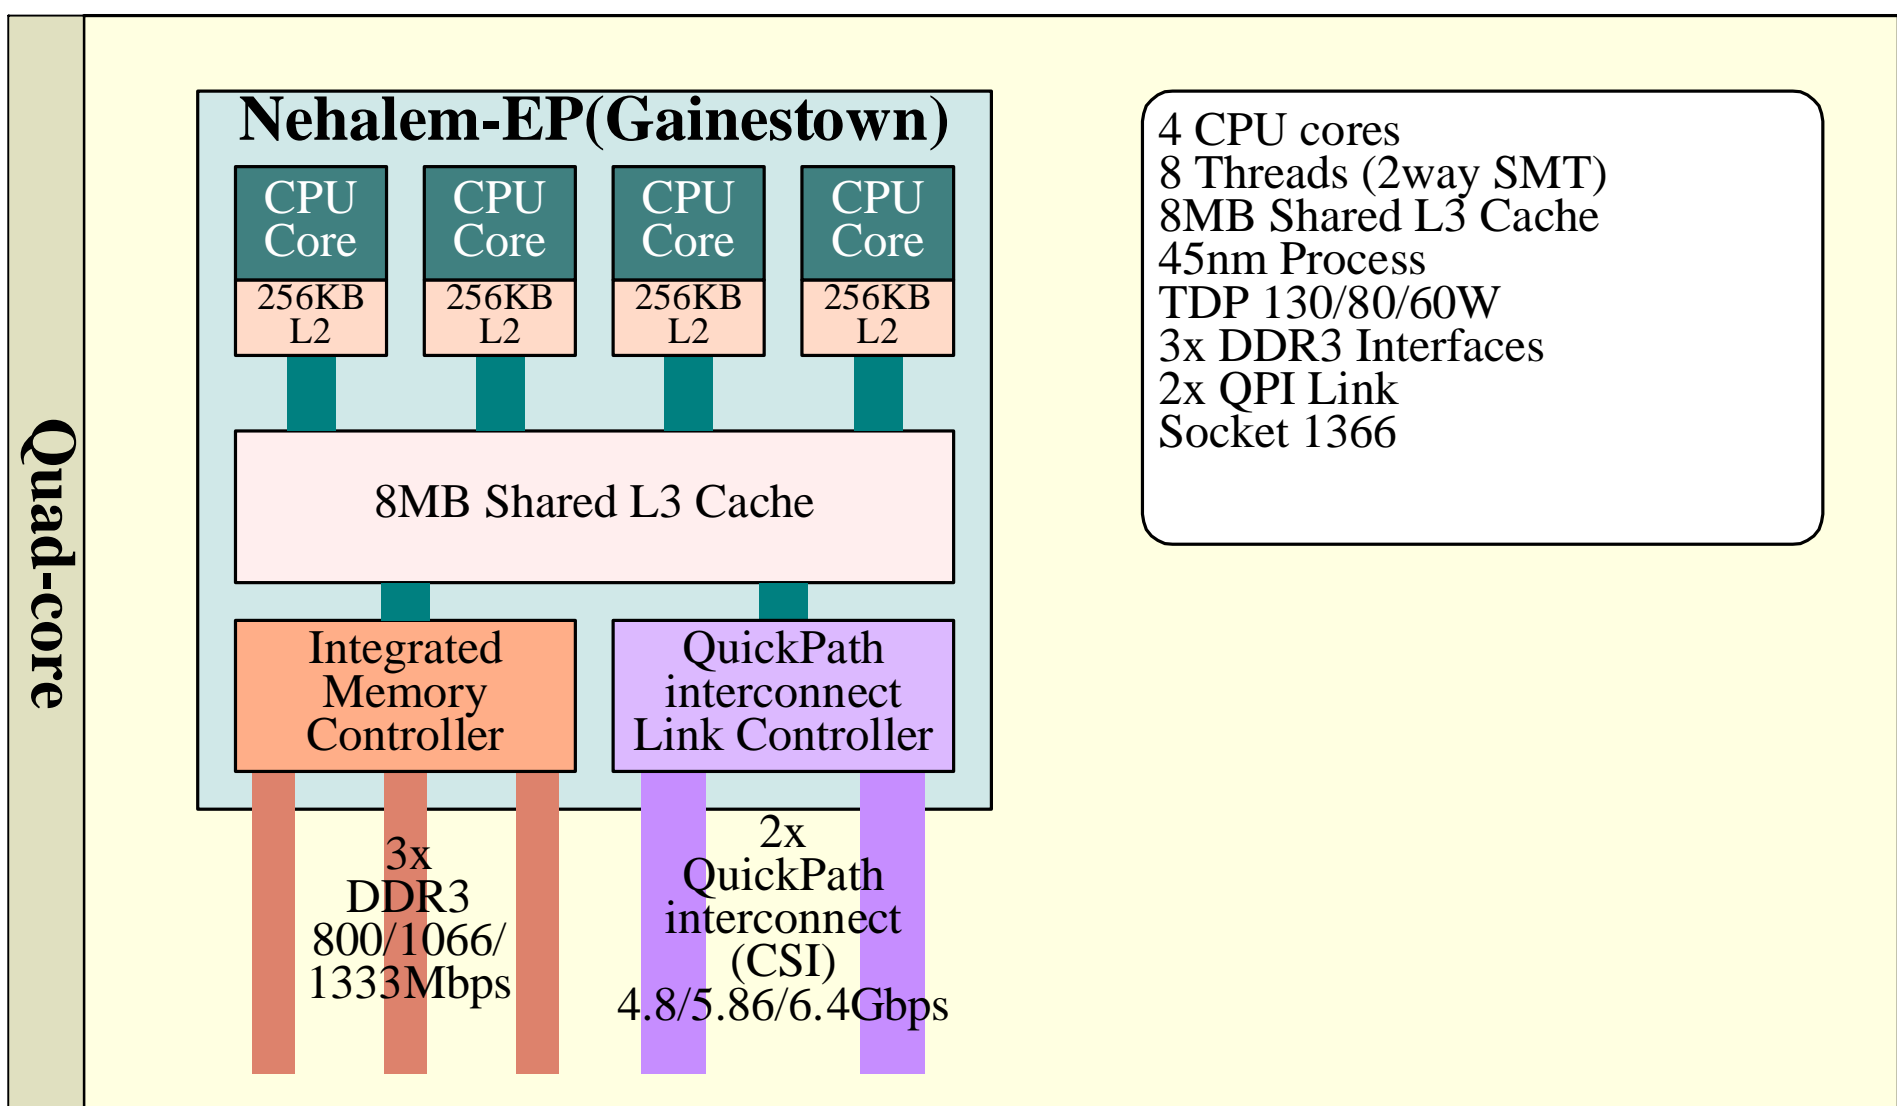 Quad-core
Nehalem-EP(Gainestown)
CPU
Core
256KB
L2
CPU
Core
256KB
L2
CPU
Core
256KB
L2
CPU
Core
256KB
L2
8MB Shared L3 Cache
Integrated
Memory
Controller
QuickPath
interconnect
Link Controller
3x
DDR3
800/1066/
1333Mbps
2x
QuickPath
interconnect
(CSI)
4.8/5.86/6.4Gbps
4 CPU cores
8 Threads (2way SMT)
8MB Shared L3 Cache
45nm Process
TDP 130/80/60W
3x DDR3 Interfaces
2x QPI Link
Socket 1366